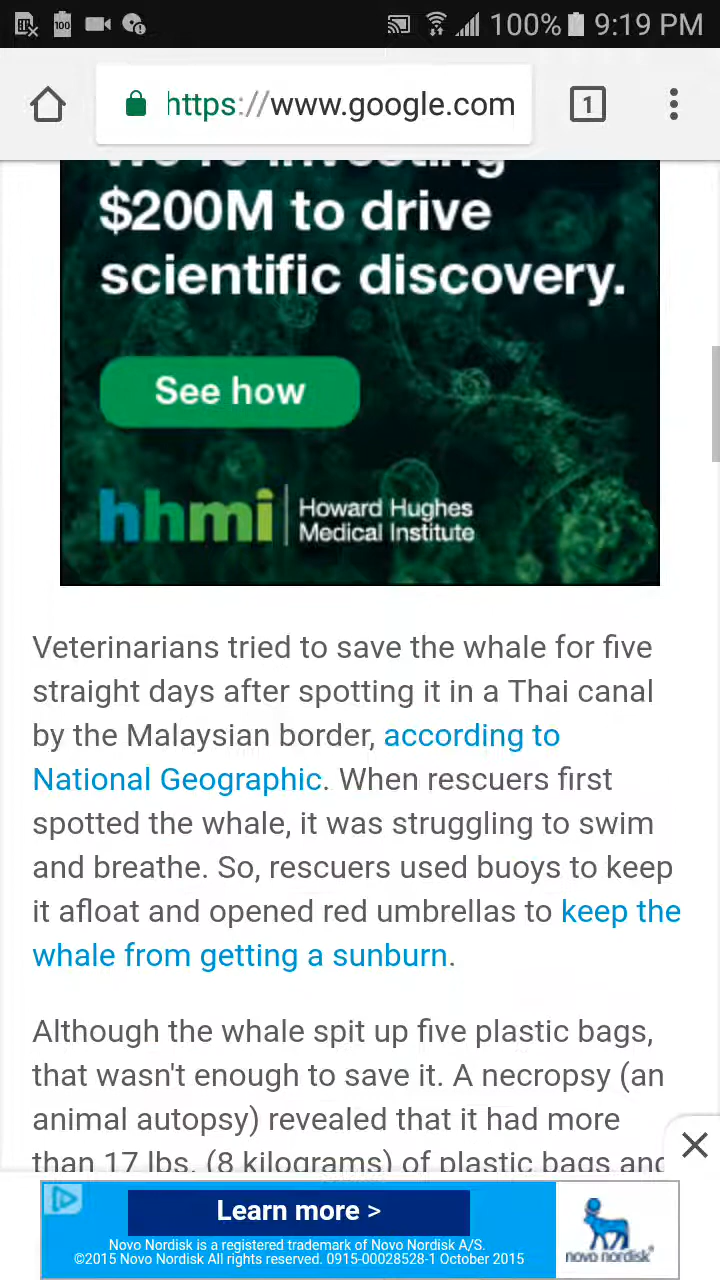 100
100% 9:19 PM
https://www.google.com
1
We're investing
$200M to drive
scientific discovery.
See how
hhmi
Howard Hughes
Medical Institute
Veterinarians tried to save the whale for five
straight days after spotting it in a Thai canal
by the Malaysian border, according to
National Geographic. When rescuers first
spotted the whale, it was struggling to swim
and breathe. So, rescuers used buoys to keep
it afloat and opened red umbrellas to keep the
whale from getting a sunburn.
Although the whale spit up five plastic bags,
that wasn't enough to save it. A necropsy (an
animal autopsy) revealed that it had more
than 17 lbs. (8 kilograms) of plastic bags and
Learn more >
Novo Nordisk is a registered trademark of Novo Nordisk A/S.
©2015 Novo Nordisk All rights reserved. 0915-00028528-1 October 2015
novo nordisk®